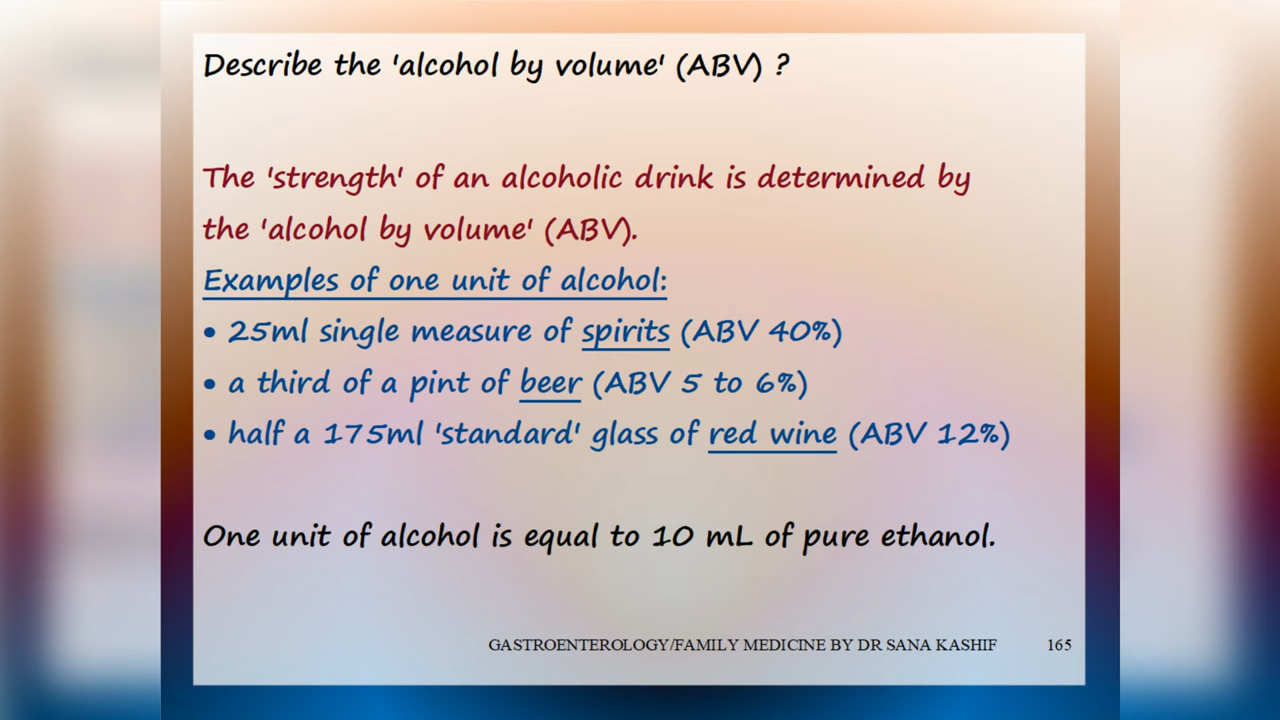 Describe the 'alcohol by volume' (ABV) ?
The 'strength' of an alcoholic drink is determined by
the 'alcohol by volume' (ABV).
Examples of one unit of alcohol:
• 25ml single measure of spirits (ABV 40%)
• a third of a pint of beer (ABV 5 to 6%)
• half a 175ml 'standard' glass of red wine (ABV 12%)
One unit of alcohol is equal to 10 mL of pure ethanol.
GASTROENTEROLOGY/FAMILY MEDICINE BY DR SANA KASHIF 165